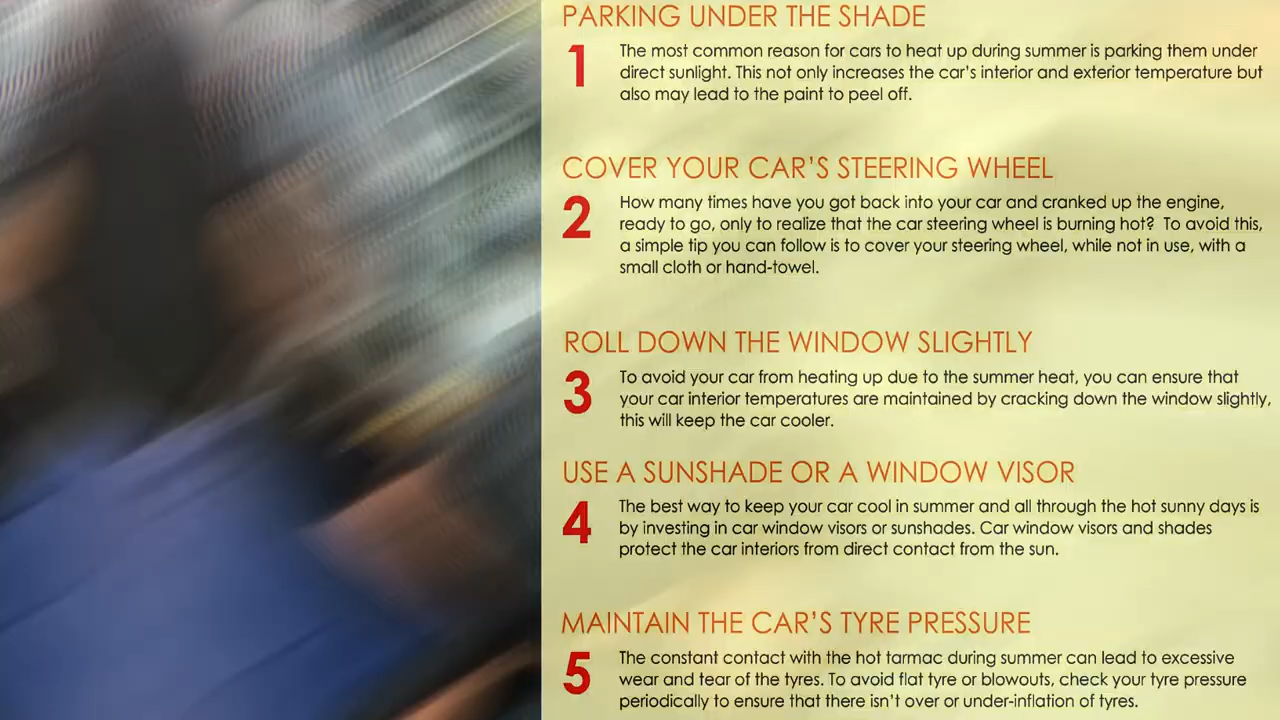 PARKING UNDER THE SHADE
1
The most common reason for cars to heat up during summer is parking them under
direct sunlight. This not only increases the car's interior and exterior temperature but
also may lead to the paint to peel off.
COVER YOUR CAR'S STEERING WHEEL
2
How many times have you got back into your car and cranked up the engine,
ready to go, only to realize that the car steering wheel is burning hot? To avoid this,
a simple tip you can follow is to cover your steering wheel, while not in use, with a
small cloth or hand-towel.
ROLL DOWN THE WINDOW SLIGHTLY
3
To avoid your car from heating up due to the summer heat, you can ensure that
your car interior temperatures are maintained by cracking down the window slightly,
this will keep the car cooler.
USE A SUNSHADE OR A WINDOW VISOR
4
The best way to keep your car cool in summer and all through the hot sunny days is
by investing in car window visors or sunshades. Car window visors and shades
protect the car interiors from direct contact from the sun.
MAINTAIN THE CAR'S TYRE PRESSURE
5
The constant contact with the hot tarmac during summer can lead to excessive
wear and tear of the tyres. To avoid flat tyre or blowouts, check your tyre pressure
periodically to ensure that there isn't over or under-inflation of tyres.